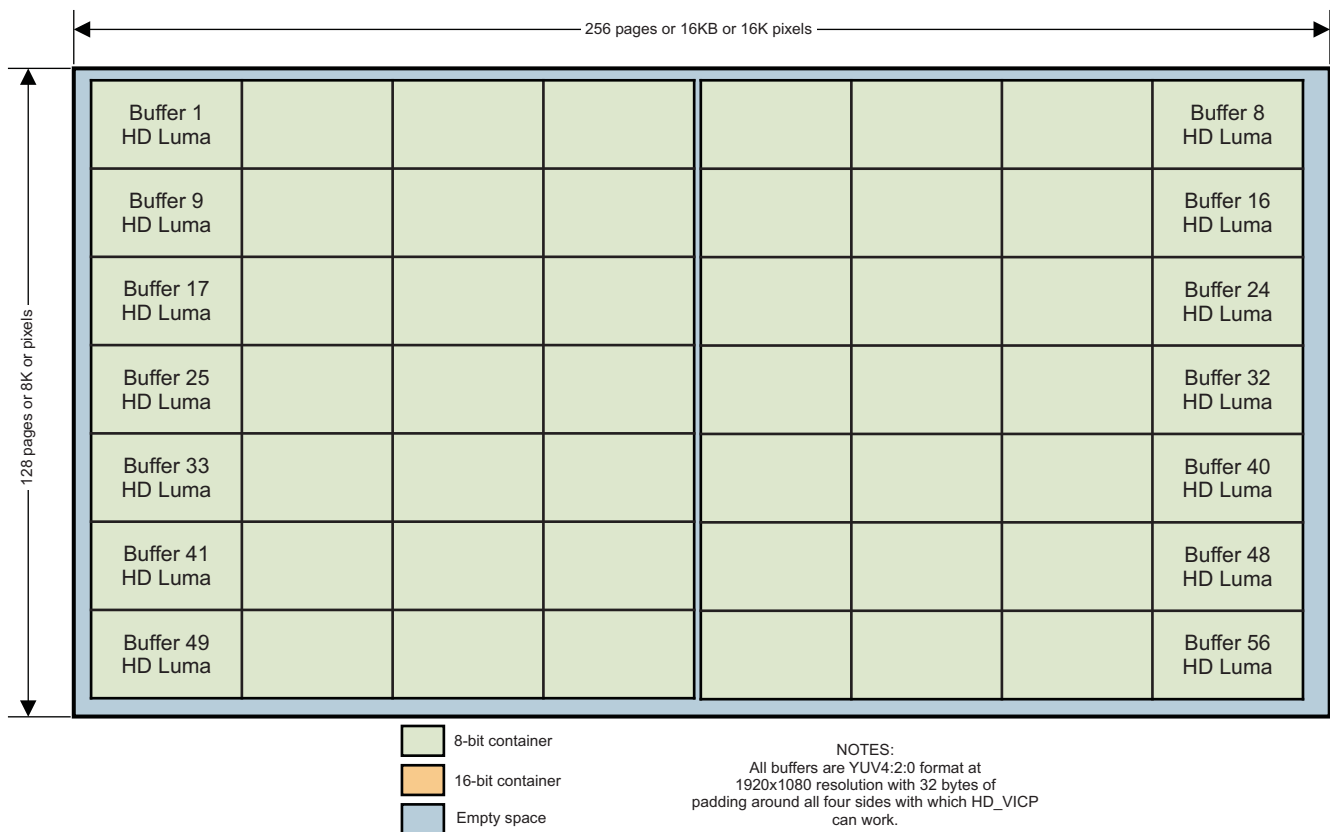 256 pages or 16KB or 16K pixels
128 pages or 8K or pixels
Buffer 1
HD Luma
Buffer 8
HD Luma
Buffer 9
HD Luma
Buffer 16
HD Luma
Buffer 17
HD Luma
Buffer 24
HD Luma
Buffer 25
HD Luma
Buffer 32
HD Luma
Buffer 33
HD Luma
Buffer 40
HD Luma
Buffer 41
HD Luma
Buffer 48
HD Luma
Buffer 49
HD Luma
Buffer 56
HD Luma
8-bit container
16-bit container
Empty space
NOTES:
All buffers are YUV4:2:0 format at
1920x1080 resolution with 32 bytes of
padding around all four sides with which HD_VICP
can work.